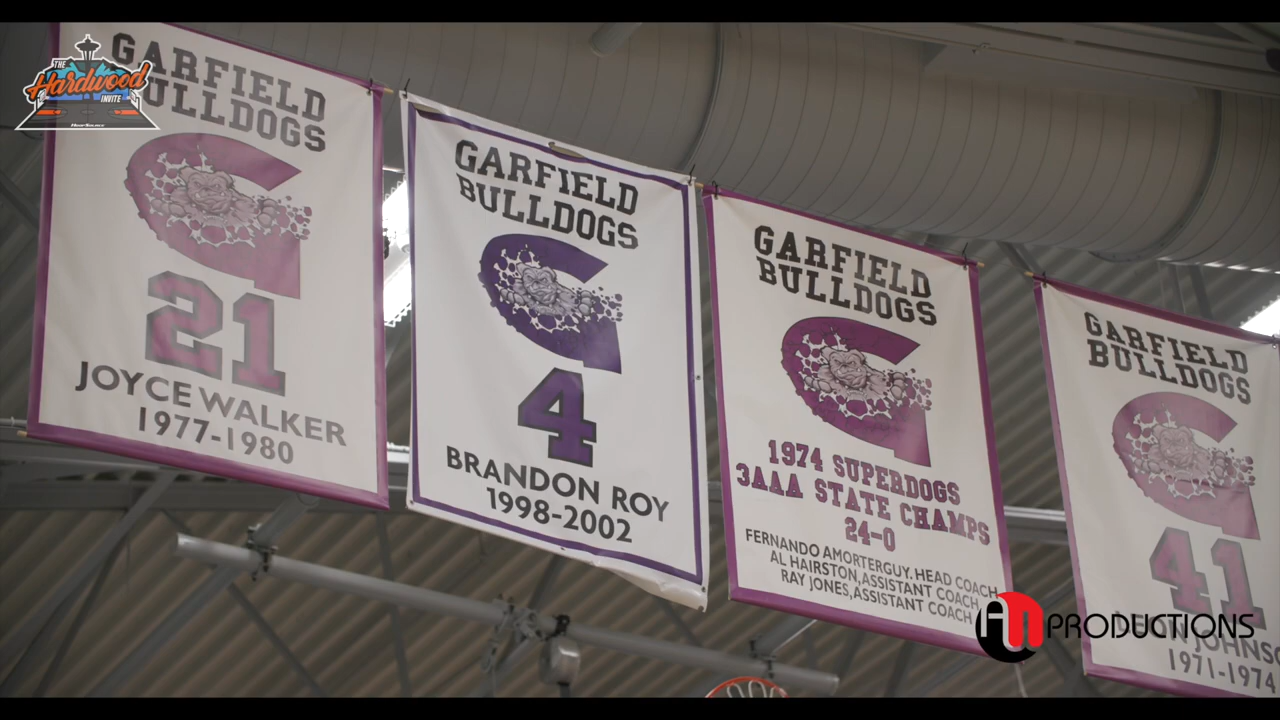 THE
Hardwood
INVITE
GARFIELD
BULLDOGS
21
JOYCE WALKER
1977-1980
GARFIELD
BULLDOGS
4
BRANDON ROY
1998-2002
GARFIELD
BULLDOGS
1974 SUPERDOGS
3AAA STATE CHAMPS
24-0
FERNANDO AMORTERGUY. HEAD COACH
AL HAIRSTON, ASSISTANT COACH
RAY JONES, ASSISTANT COACH
GARFIELD
BULLDOGS
41
1971-1974
PRODUCTIONS